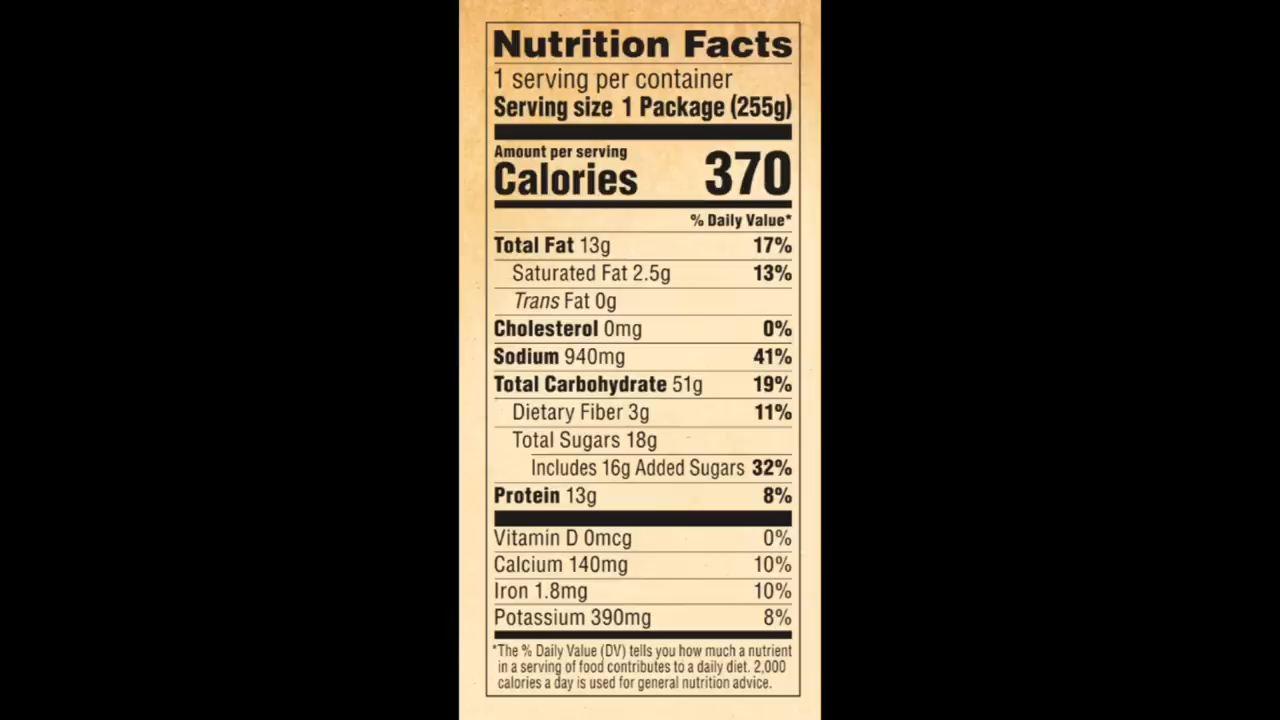 Nutrition Facts
1 serving per container
Serving size 1 Package (255g)
Amount per serving
Calories 370
% Daily Value*
Total Fat 13g 17%
Saturated Fat 2.5g 13%
Trans Fat 0g
Cholesterol 0mg 0%
Sodium 940mg 41%
Total Carbohydrate 51g 19%
Dietary Fiber 3g 11%
Total Sugars 18g
Includes 16g Added Sugars 32%
Protein 13g 8%
Vitamin D 0mcg 0%
Calcium 140mg 10%
Iron 1.8mg 10%
Potassium 390mg 8%
*The % Daily Value (DV) tells you how much a nutrient
in a serving of food contributes to a daily diet. 2,000
calories a day is used for general nutrition advice.